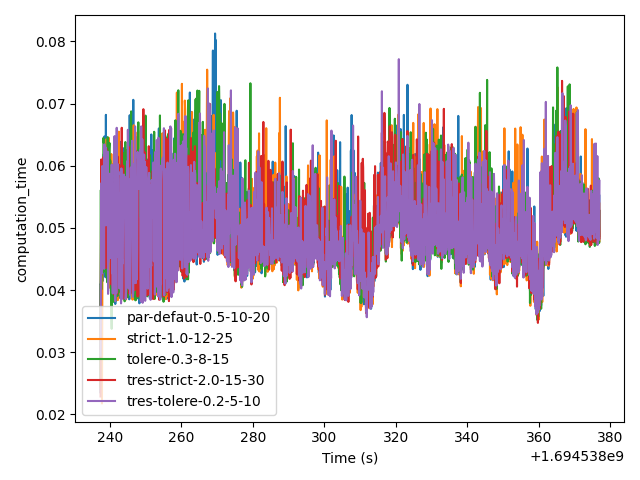 0.08
0.07
0.06
0.05
0.04
0.03
0.02
computation_time
par-defaut-0.5-10-20
strict-1.0-12-25
tolere-0.3-8-15
tres-strict-2.0-15-30
tres-tolere-0.2-5-10
240 260 280 300 320 340 360 380
Time (s)
+1.694538e9